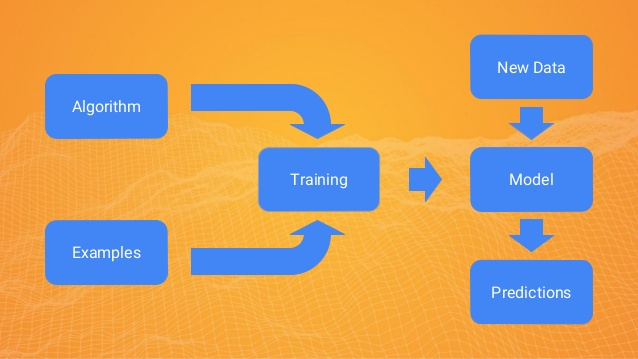 Algorithm
Examples
Training
New Data
Model
Predictions